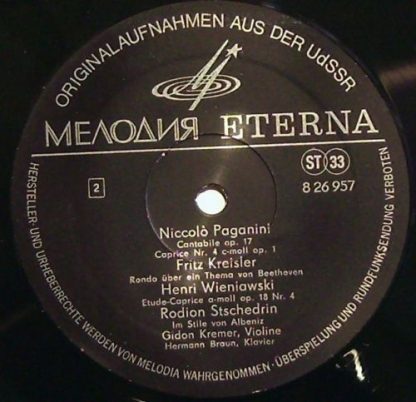 ORIGINALAUFNAHMEN AUS DER UdSSR
МЕЛОДИЯ ETERNA
2
ST 33
8 26 957
Niccolò Paganini
Cantabile op. 17
Caprice Nr. 4 c-moll op. 1
Fritz Kreisler
Rondo über ein Thema von Beethoven
Henri Wieniawski
Etude-Caprice a-moll op. 18 Nr. 4
Rodion Stschedrin
Im Stile von Albeniz
Gidon Kremer, Violine
Hermann Braun, Klavier
HERSTELLER- UND URHEBERRECHTE WERDEN VON MELODIA WAHRGENOMMEN · ÜBERSPIELUNG UND RUNDFUNKSENDUNG VERBOTEN